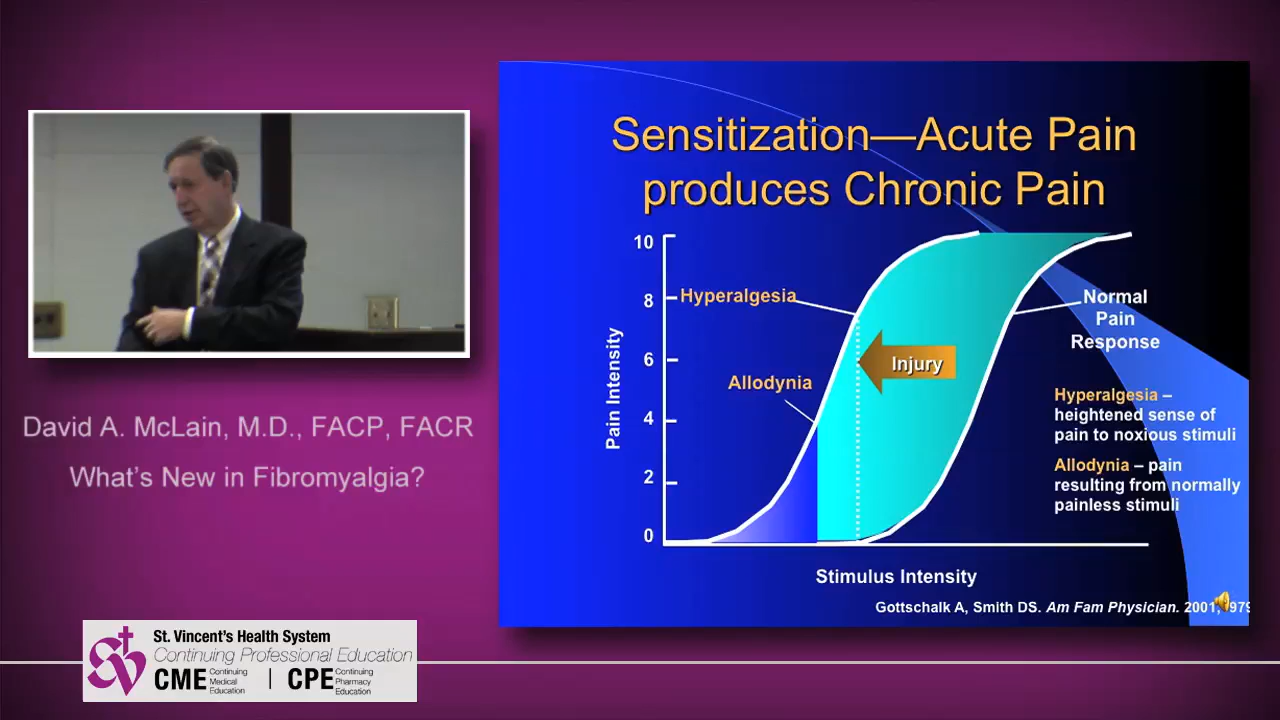 Sensitization—Acute Pain
produces Chronic Pain
10
8
6
4
2
0
Pain Intensity
Hyperalgesia
Allodynia
Injury
Normal
Pain
Response
Hyperalgesia –
heightened sense of
pain to noxious stimuli
Allodynia – pain
resulting from normally
painless stimuli
Stimulus Intensity
Gottschalk A, Smith DS. Am Fam Physician. 2001;
David A. McLain, M.D., FACP, FACR
What's New in Fibromyalgia?
St. Vincent's Health System
Continuing Professional Education
CME Continuing Medical Education | CPE Continuing Pharmacy Education